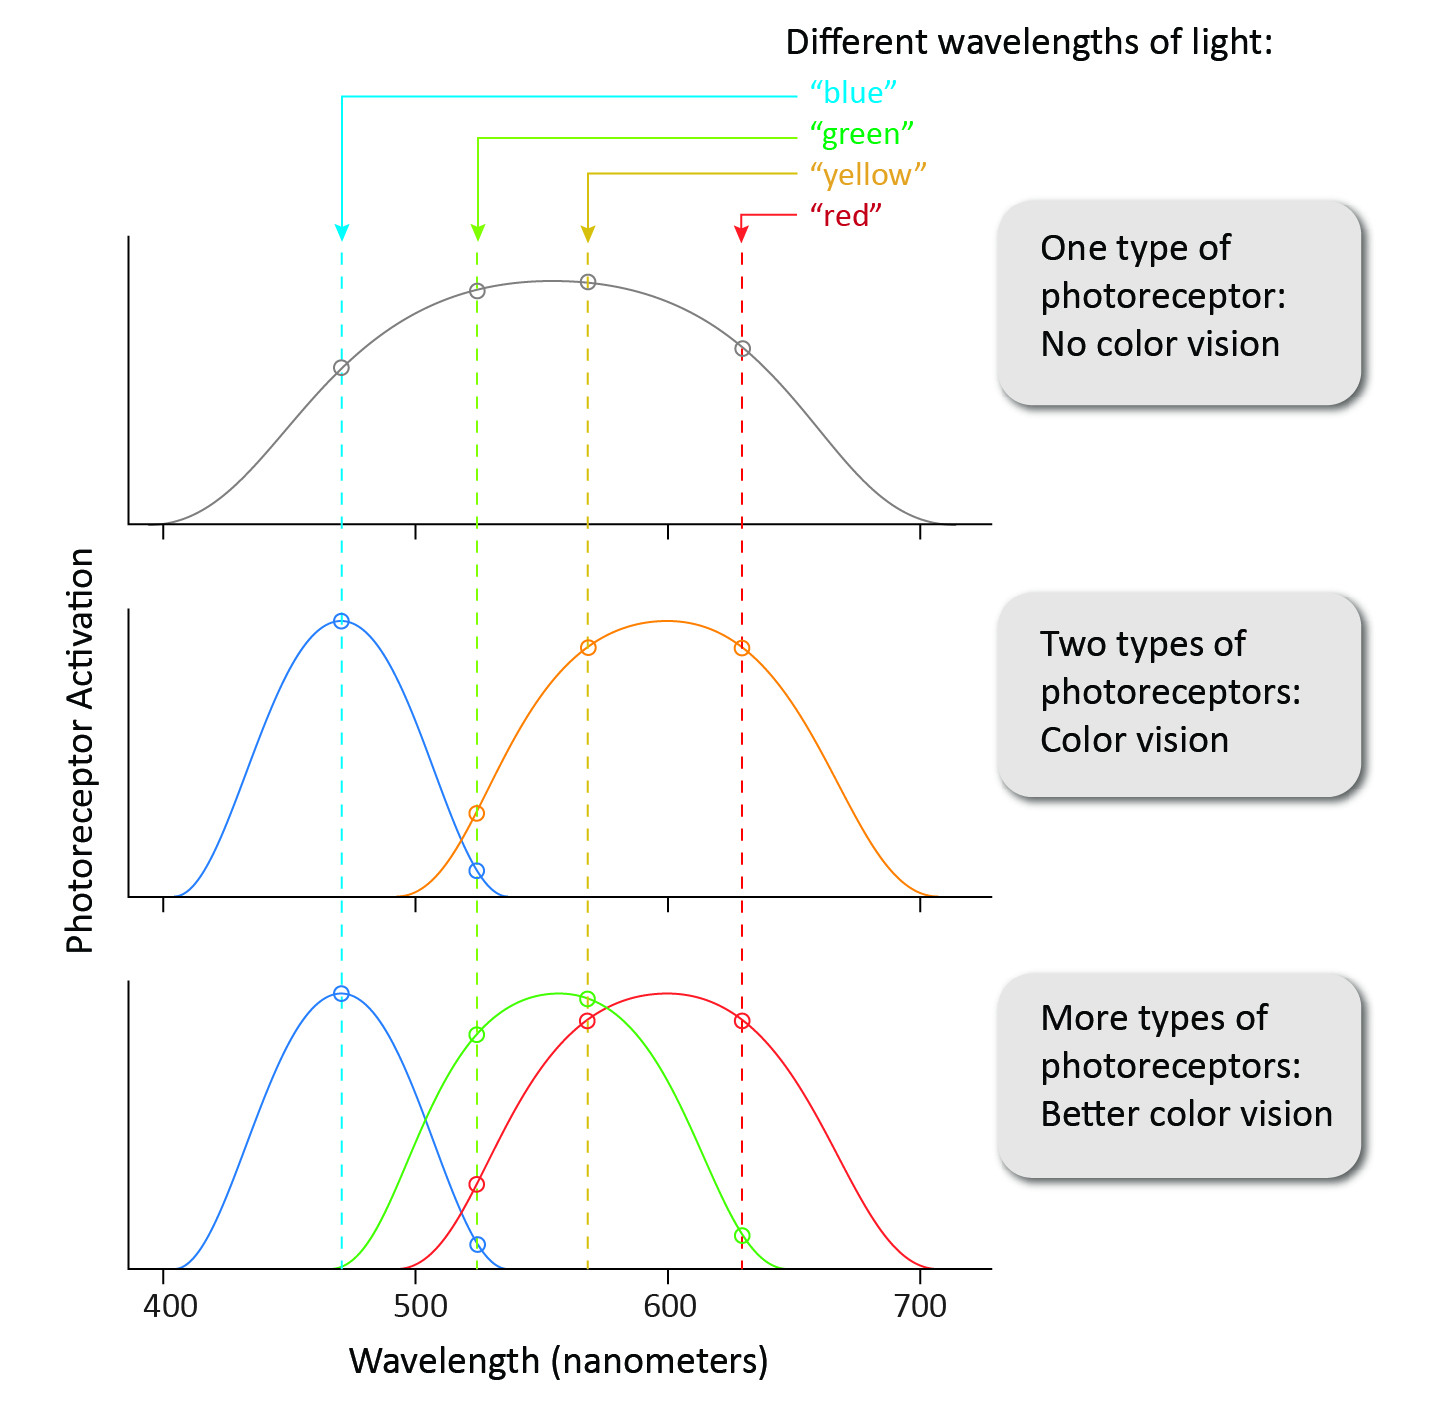 Different wavelengths of light:
“blue”
“green”
“yellow”
“red”
One type of
photoreceptor:
No color vision
Photoreceptor Activation
Two types of
photoreceptors:
Color vision
More types of
photoreceptors:
Better color vision
400 500 600 700
Wavelength (nanometers)